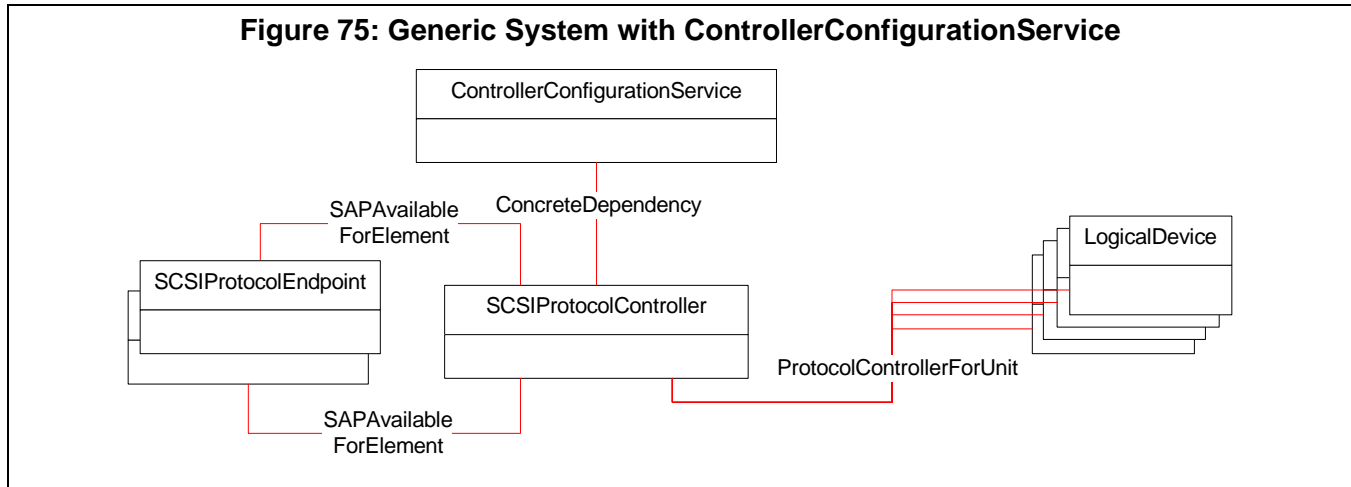 Figure 75: Generic System with ControllerConfigurationService
ControllerConfigurationService
SAPAvailable
ForElement
ConcreteDependency
LogicalDevice
SCSIProtocolEndpoint
SCSIProtocolController
ProtocolControllerForUnit
SAPAvailable
ForElement